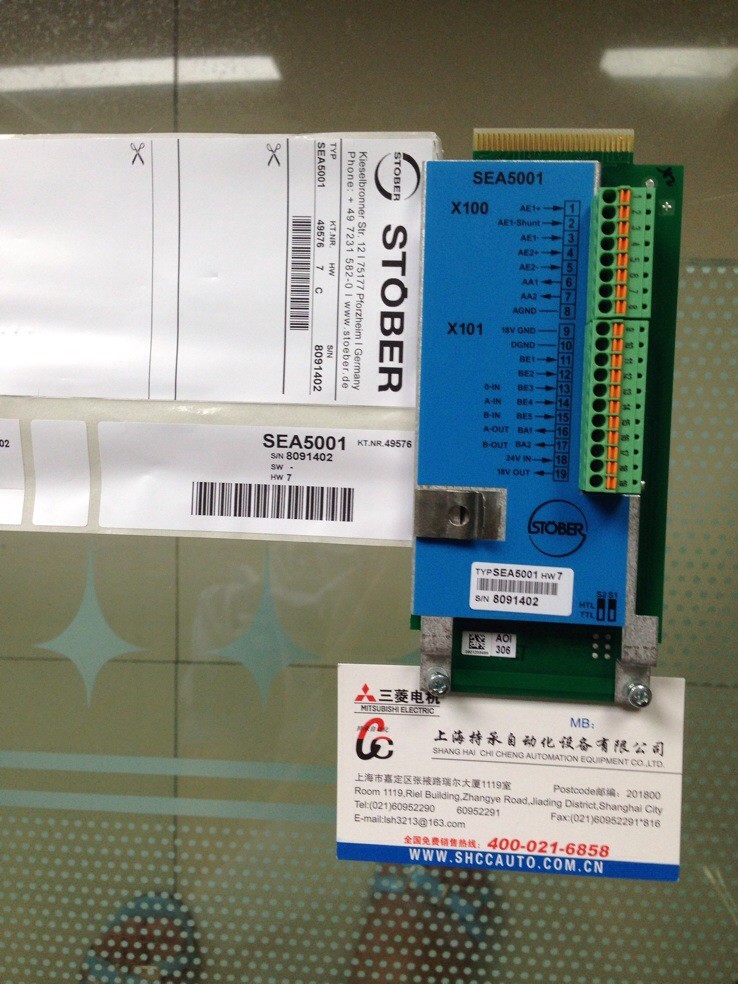 STÖBER
STÖBER
Kieselbronner Str. 12 I 75177 Pforzheim I Germany
Phone: + 49 7231 582-0 I www.stoeber.de
TYP KT.NR. HW S/N
SEA5001 49576 7 C 8091402
02
SEA5001 KT.NR.49576
S/N 8091402
SW -
HW 7
SEA5001
X100
AE1+ 1
AE1-Shunt 2
AE1- 3
AE2+ 4
AE2- 5
AA1 6
AA2 7
AGND 8
X101
18V GND 9
DGND 10
BE1 11
BE2 12
0-IN BE3 13
A-IN BE4 14
B-IN BE5 15
A-OUT BA1 16
B-OUT BA2 17
24V IN 18
18V OUT 19
STÖBER
TYP SEA5001 HW 7
S/N 8091402
S2 S1
HTL
TTL
AOI
306
三菱电机
MITSUBISHI ELECTRIC
MB:
上海持承自动化设备有限公司
SHANG HAI CHI CHENG AUTOMATION EQUIPMENT CO.,LTD.
上海市嘉定区张掖路瑞尔大厦1119室 Postcode邮编：201800
Room 1119,Riel Building,Zhangye Road,Jiading District,Shanghai City
Tel:(021)60952290 60952291 Fax:(021)60952291*816
E-mail:lsh3213@163.com
全国免费销售热线：400-021-6858
WWW.SHCCAUTO.COM.CN